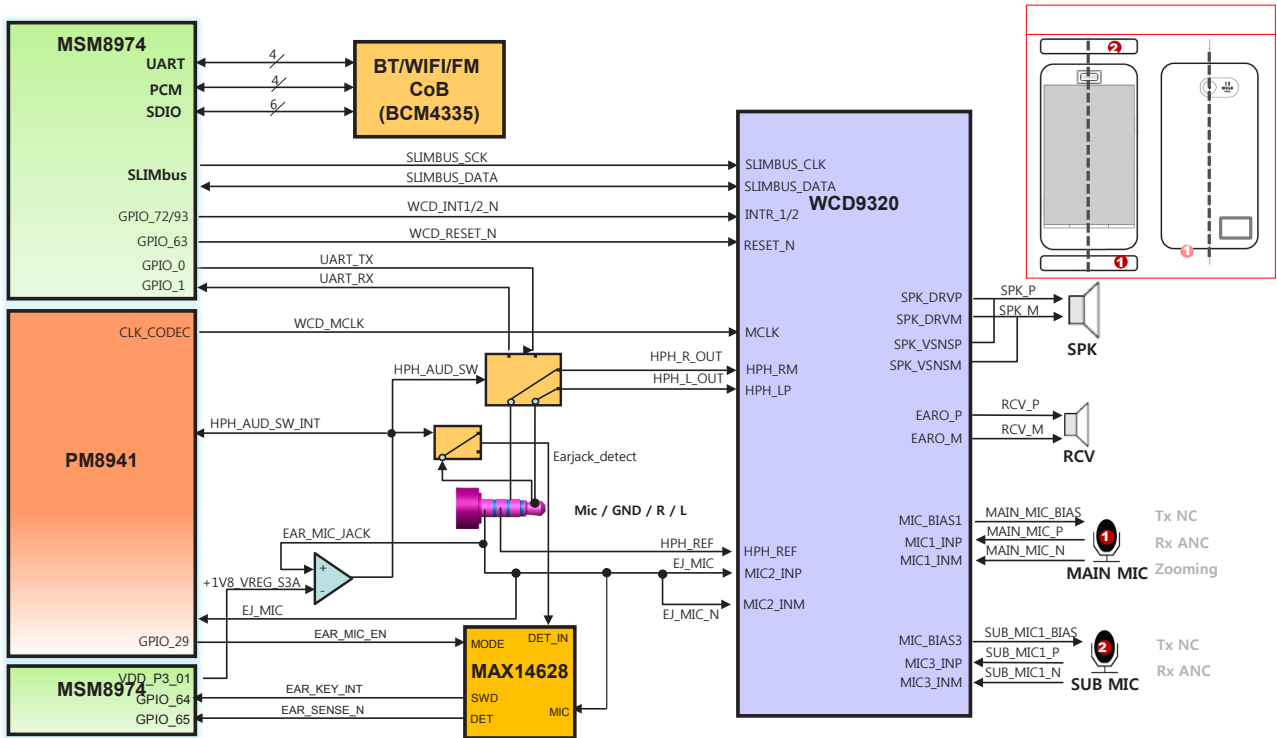 MSM8974
UART
PCM
SDIO
SLIMbus
GPIO_72/93
GPIO_63
GPIO_0
GPIO_1
4
4
6
BT/WIFI/FM
CoB
(BCM4335)
SLIMBUS_SCK
SLIMBUS_DATA
WCD_INT1/2_N
WCD_RESET_N
UART_TX
UART_RX
PM8941
CLK_CODEC
WCD_MCLK
HPH_AUD_SW
HPH_AUD_SW_INT
HPH_R_OUT
HPH_L_OUT
Earjack_detect
Mic / GND / R / L
EAR_MIC_JACK
+
-
+1V8_VREG_S3A
EJ_MIC
GPIO_29
EAR_MIC_EN
HPH_REF
EJ_MIC
EJ_MIC_N
MSM8974
VDD_P3_01
GPIO_64
GPIO_65
EAR_KEY_INT
EAR_SENSE_N
MODE
DET_IN
MAX14628
SWD
DET
MIC
WCD9320
SLIMBUS_CLK
SLIMBUS_DATA
INTR_1/2
RESET_N
MCLK
HPH_RM
HPH_LP
HPH_REF
MIC2_INP
MIC2_INM
SPK_DRVP
SPK_DRVM
SPK_VSNSP
SPK_VSNSM
EARO_P
EARO_M
MIC_BIAS1
MIC1_INP
MIC1_INM
MIC_BIAS3
MIC3_INP
MIC3_INM
SPK_P
SPK_M
SPK
RCV_P
RCV_M
RCV
MAIN_MIC_BIAS
MAIN_MIC_P
MAIN_MIC_N
1
MAIN MIC
Tx NC
Rx ANC
Zooming
SUB_MIC1_BIAS
SUB_MIC1_P
SUB_MIC1_N
2
SUB MIC
Tx NC
Rx ANC
2
1
1